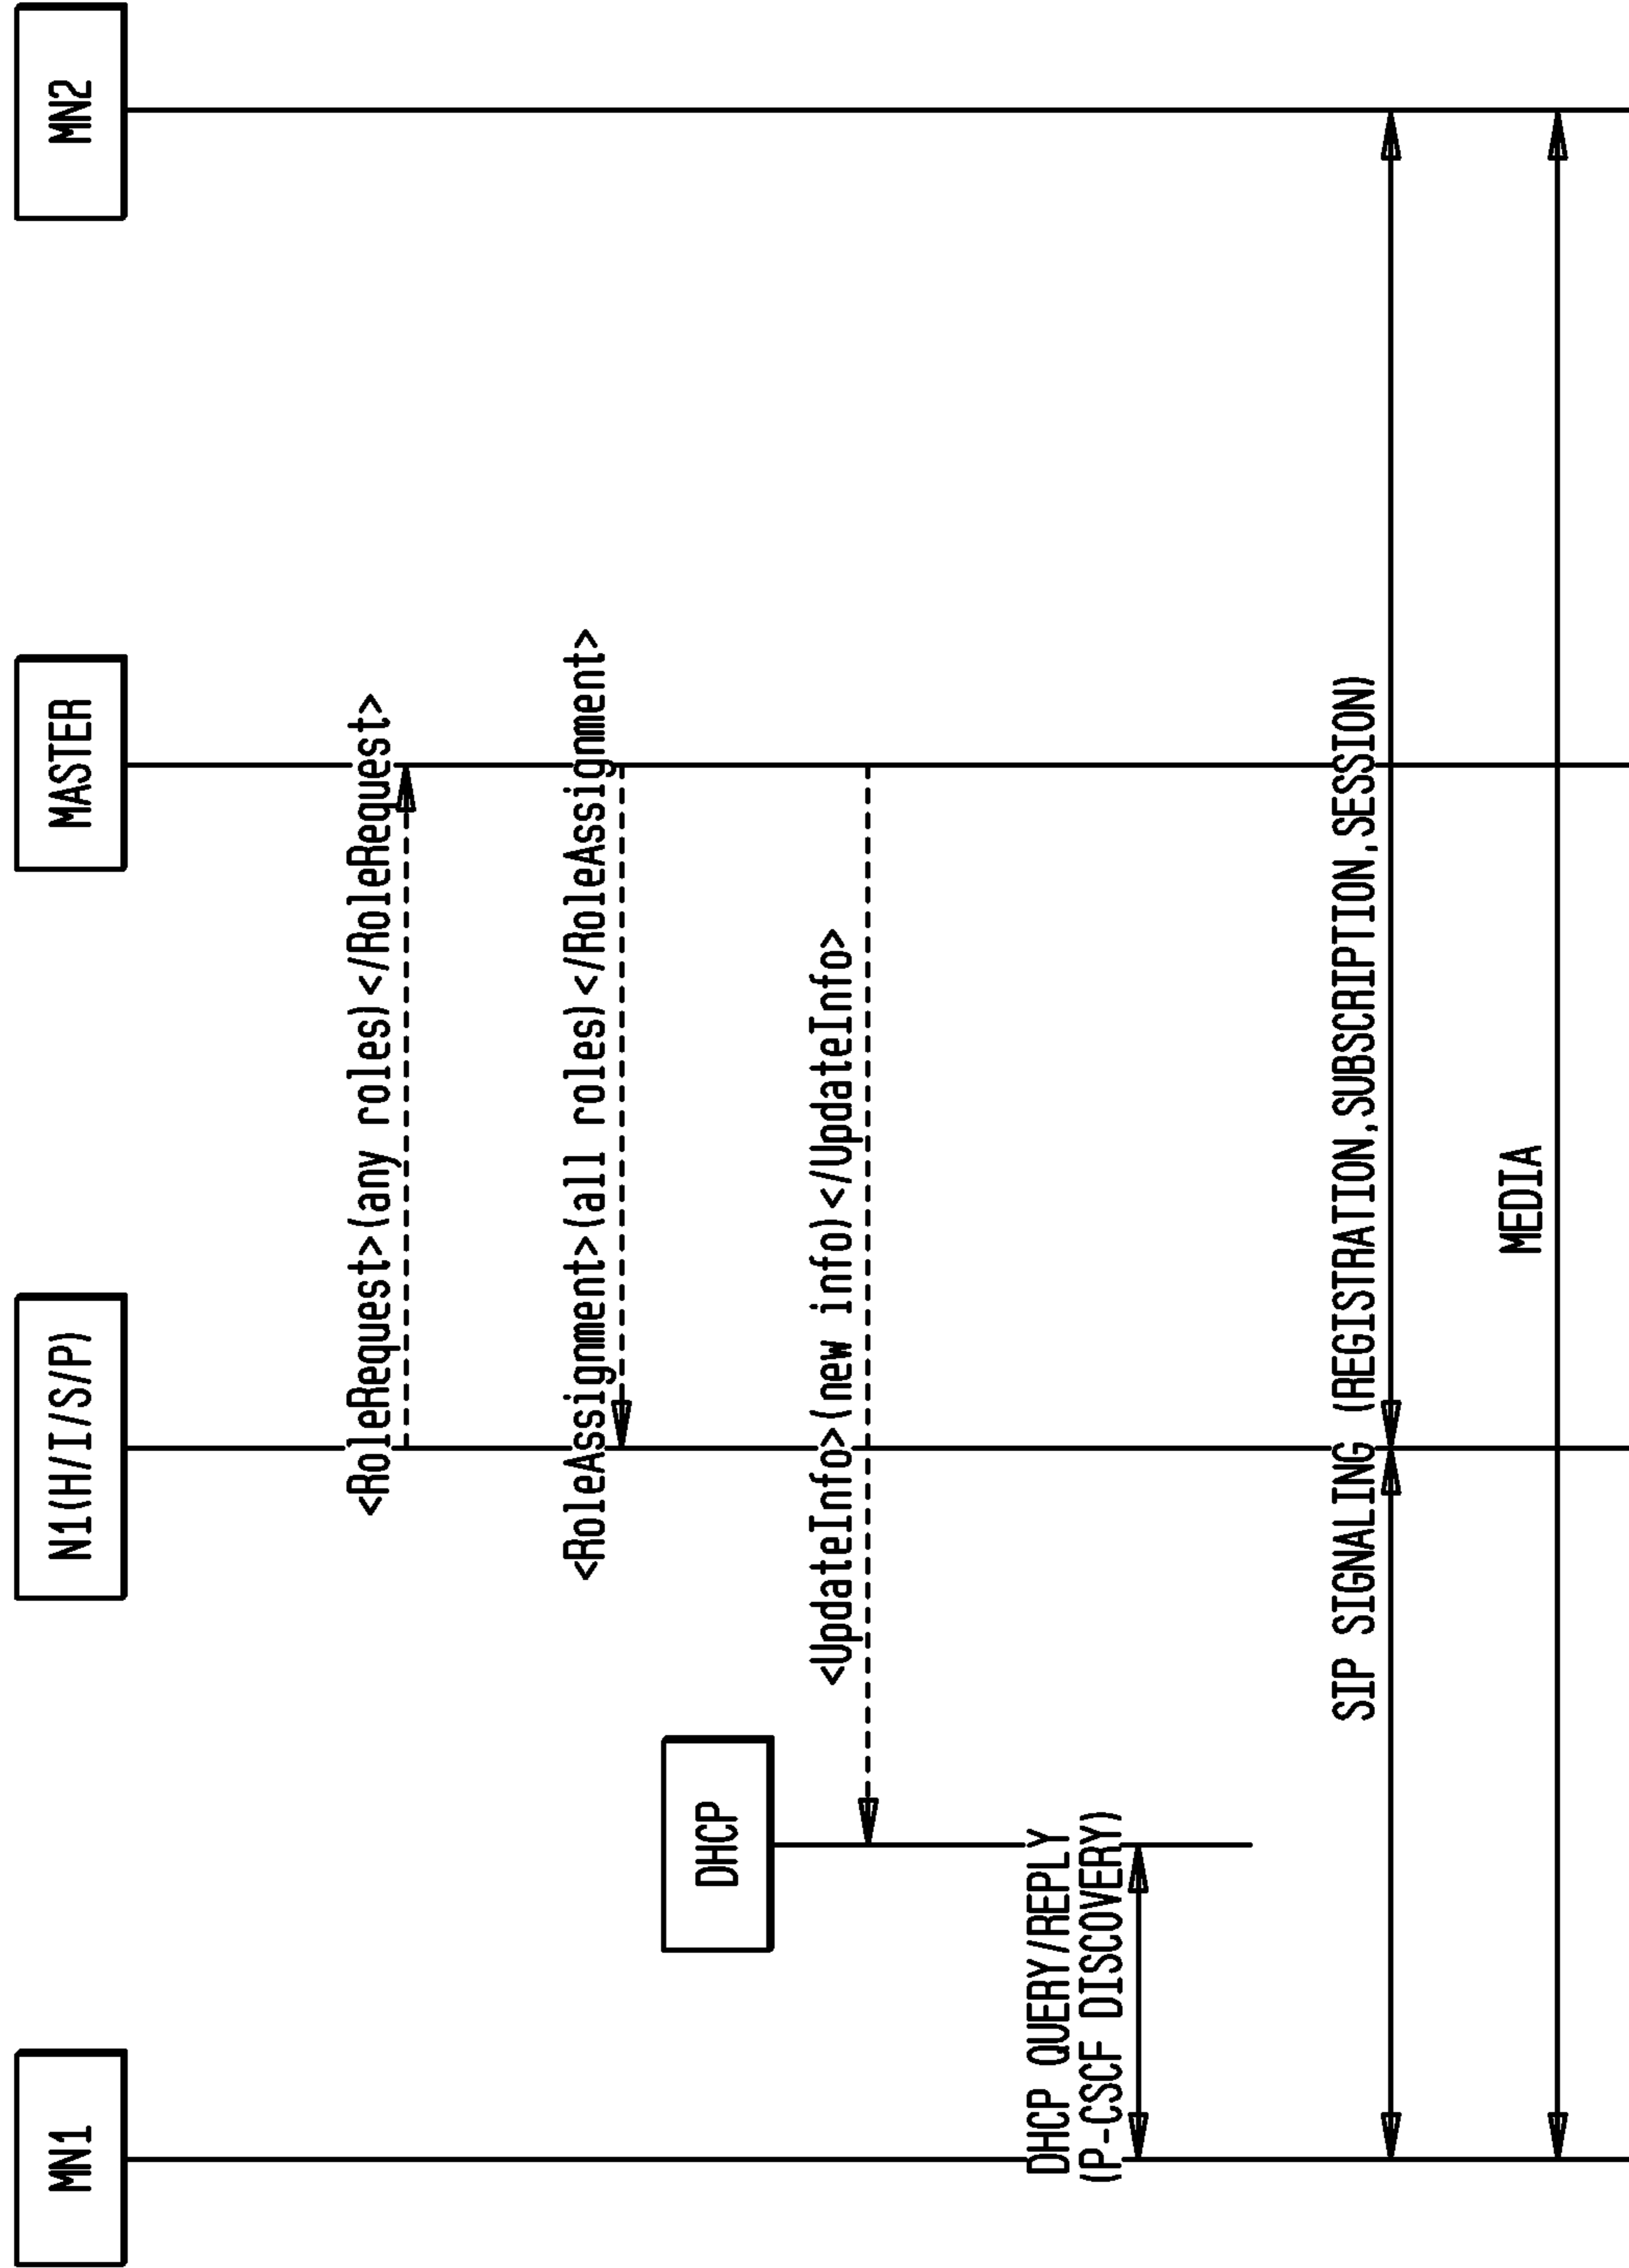 MN1
N1(H/I/S/P)
MASTER
MN2
<RoleRequest>(any roles)</RoleRequest>
<RoleAssignment>(all roles)</RoleAssignment>
DHCP
<UpdateInfo>(new info)</UpdateInfo>
DHCP QUERY/REPLY
(P-CSCF DISCOVERY)
SIP SIGNALING (REGISTRATION,SUBSCRIPTION,SESSION)
MEDIA